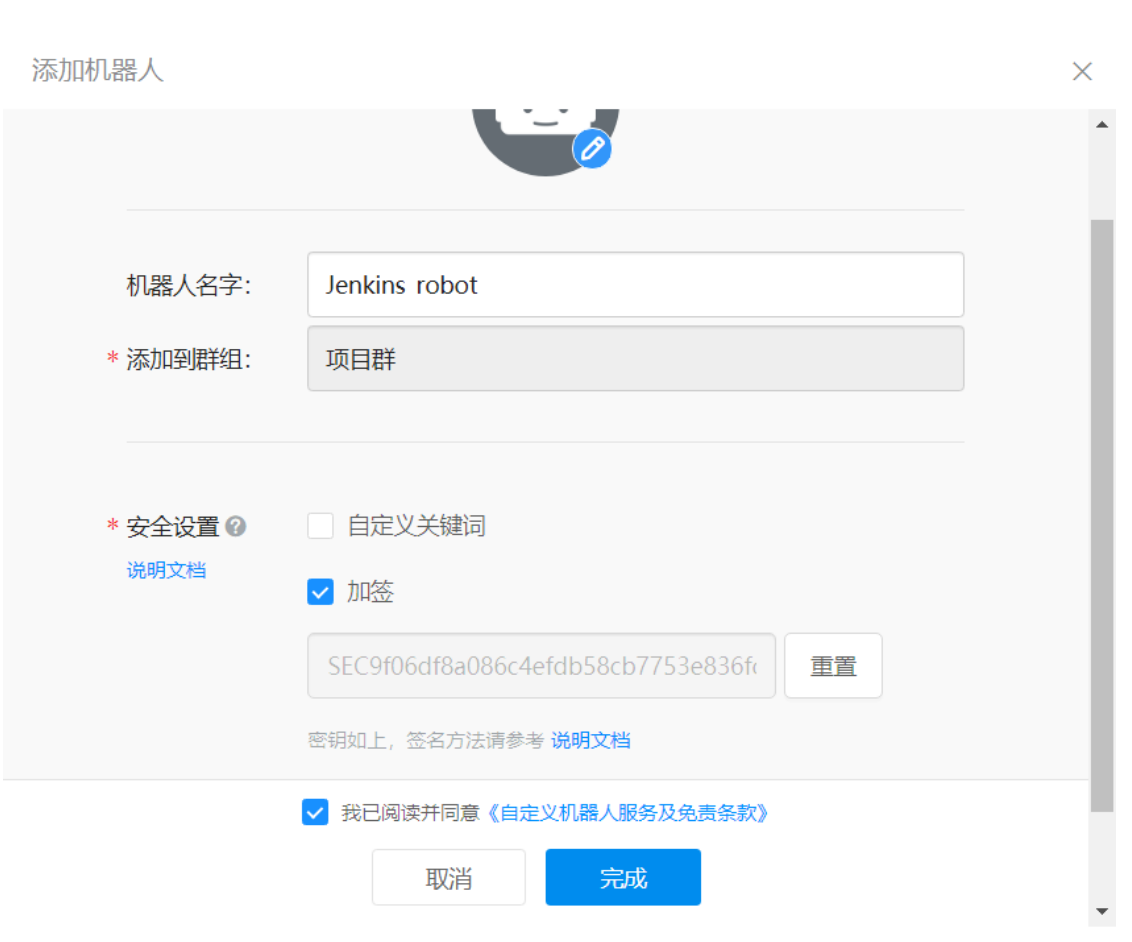 添加机器人
机器人名字:
Jenkins robot
* 添加到群组:
项目群
* 安全设置
自定义关键词
说明文档
加签
SEC9f06df8a086c4efdb58cb7753e836f
重置
密钥如上，签名方法请参考 说明文档
我已阅读并同意《自定义机器人服务及免责条款》
取消
完成